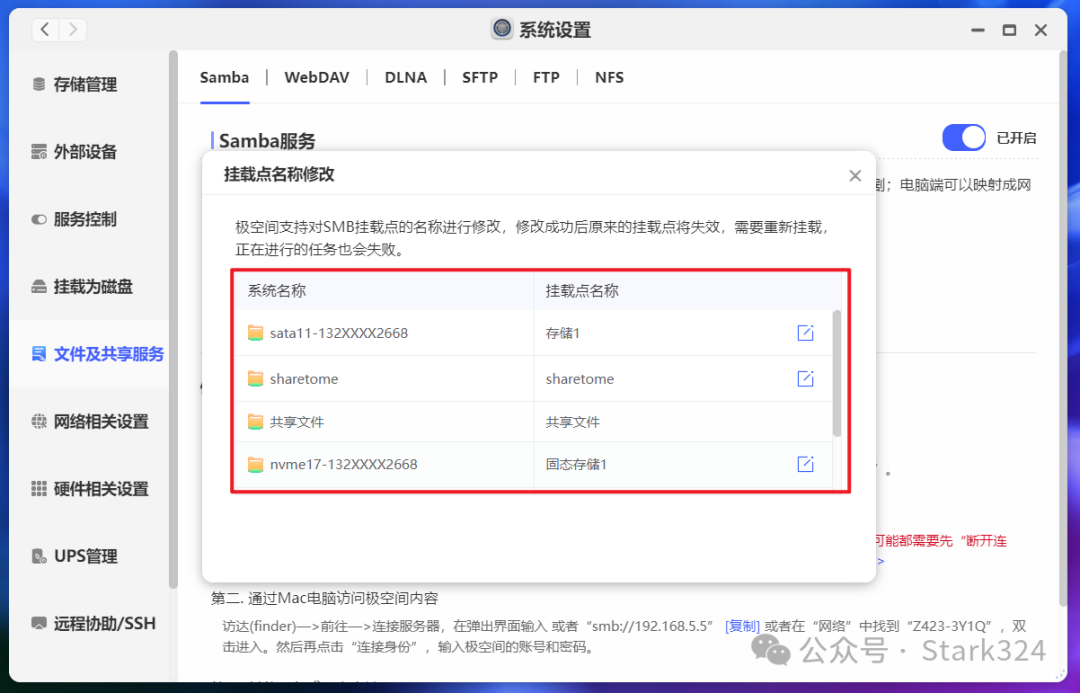 系统设置
存储管理
外部设备
服务控制
挂载为磁盘
文件及共享服务
网络相关设置
硬件相关设置
UPS管理
远程协助/SSH
Samba | WebDAV | DLNA | SFTP | FTP | NFS
Samba服务
已开启
；电脑端可以映射成网
挂载点名称修改
极空间支持对SMB挂载点的名称进行修改，修改成功后原来的挂载点将失效，需要重新挂载，
正在进行的任务也会失败。
系统名称 挂载点名称
sata11-132XXXX2668 存储1
sharetome sharetome
共享文件 共享文件
nvme17-132XXXX2668 固态存储1
。
可能都需要先“断开连
>
第二. 通过Mac电脑访问极空间内容
访达(finder)—>前往—>连接服务器，在弹出界面输入 或者“smb://192.168.5.5” [复制] 或者在“网络”中找到“Z423-3Y1Q”，双
击进入。然后再点击“连接身份”，输入极空间的账号和密码。
公众号 · Stark324